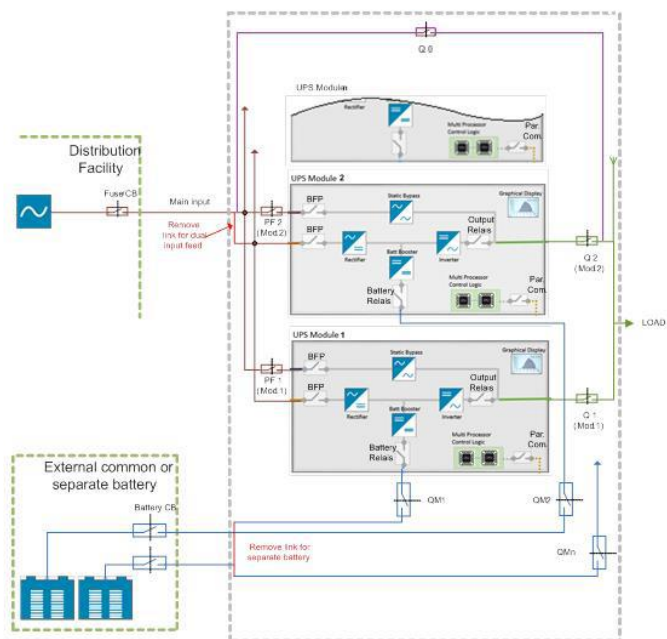 Q 0
UPS Modulen
Rectifier
Multi Processor
Control Logic
Par.
Com.
Distribution
Facility
Fuse/CB
Main input
Remove
link for dual
input feed
PF 2
(Mod.2)
UPS Module 2
BFP
Static Bypass
Graphical Display
Output
Relais
BFP
Rectifier
Batt Booster
Inverter
Battery
Relais
Multi Processor
Control Logic
Par.
Com.
Q 2
(Mod.2)
LOAD
UPS Module 1
PF 1
(Mod.1)
BFP
Static Bypass
Graphical Display
Output
Relais
BFP
Rectifier
Batt Booster
Inverter
Battery
Relais
Multi Processor
Control Logic
Par.
Com.
Q 1
(Mod.1)
External common or
separate battery
Battery CB
QM1
QM2
QMn
Remove link for
separate battery